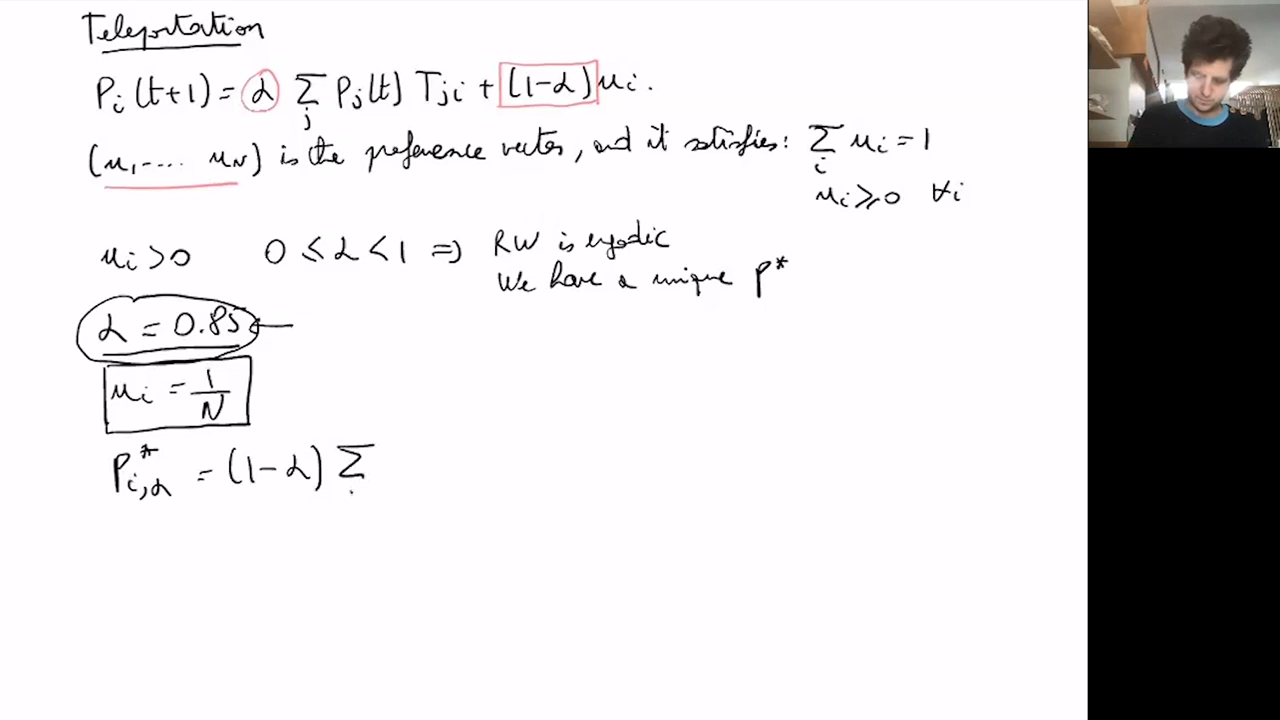 Teleportation
Pi (t+1) = α Σj Pj(t) Tji + (1-α) ui.
(u1, .... uN) is the preference vector, and it satisfies: Σi ui = 1
ui ⩾ 0 ∀i
ui > 0 0 ≤ α < 1 ⇒ RW is ergodic
We have a unique P*
α = 0.85 ←
ui = 1/N
P*i,α = (1-α) Σ